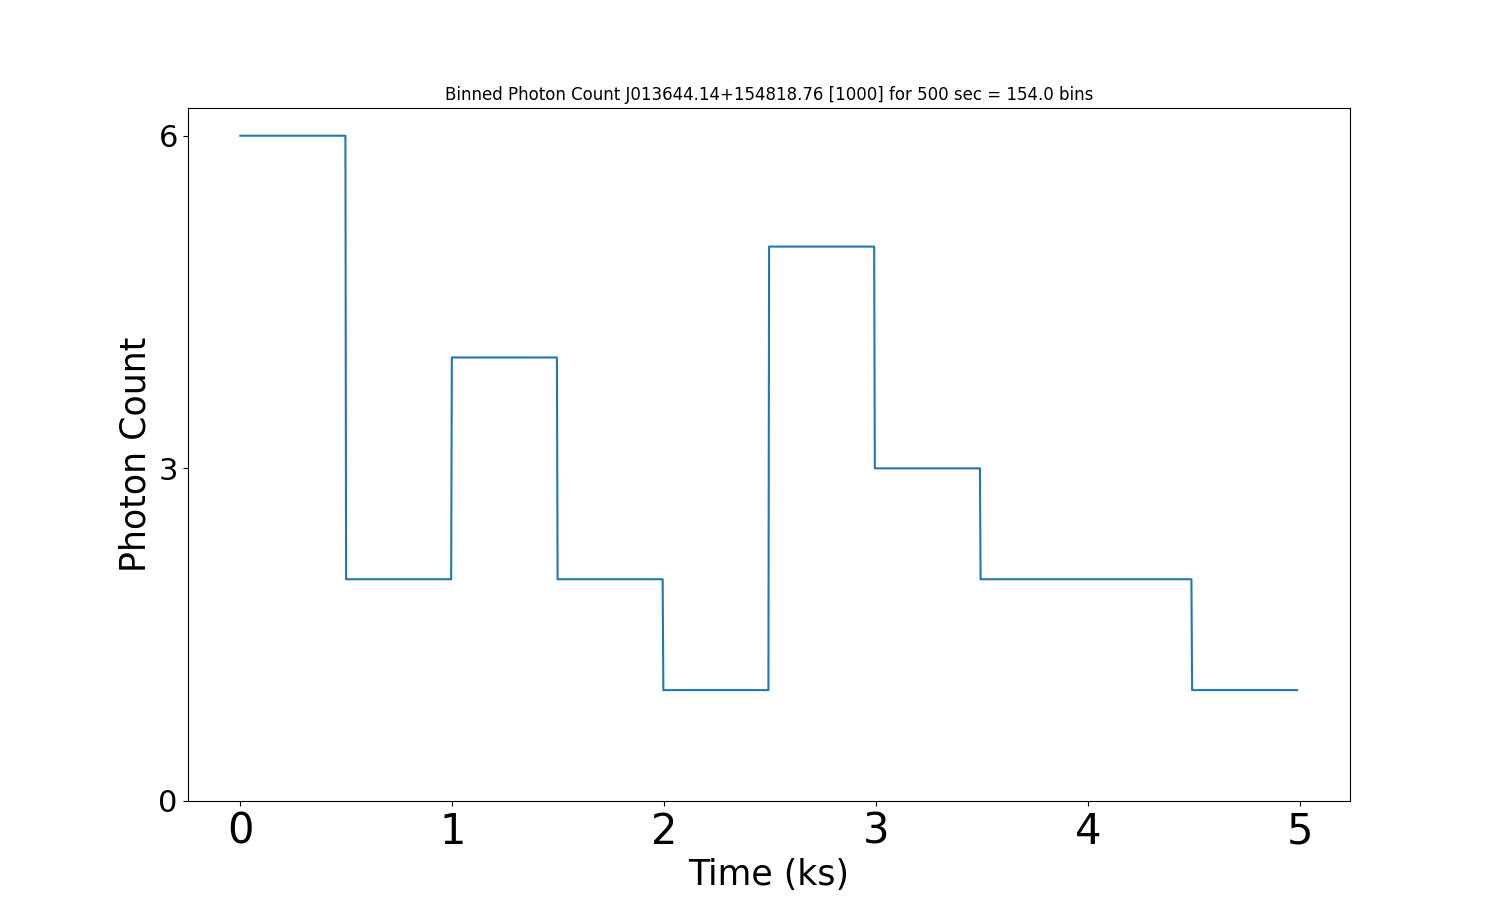 Binned Photon Count J013644.14+154818.76 [1000] for 500 sec = 154.0 bins
6
3
0
Photon Count
0 1 2 3 4 5
Time (ks)